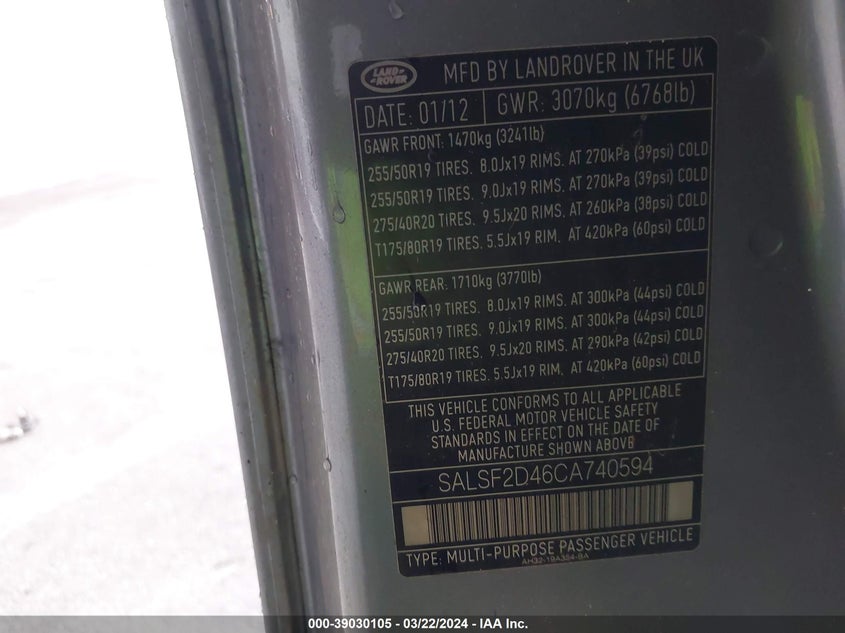 LAND ROVER
MFD BY LANDROVER IN THE UK
DATE: 01/12 GWR: 3070kg (6768lb)
GAWR FRONT: 1470kg (3241lb)
255/50R19 TIRES. 8.0Jx19 RIMS. AT 270kPa (39psi) COLD
255/50R19 TIRES. 9.0Jx19 RIMS. AT 270kPa (39psi) COLD
275/40R20 TIRES. 9.5Jx20 RIMS. AT 260kPa (38psi) COLD
T175/80R19 TIRES. 5.5Jx19 RIM. AT 420kPa (60psi) COLD
GAWR REAR: 1710kg (3770lb)
255/50R19 TIRES. 8.0Jx19 RIMS. AT 300kPa (44psi) COLD
255/50R19 TIRES. 9.0Jx19 RIMS. AT 300kPa (44psi) COLD
275/40R20 TIRES. 9.5Jx20 RIMS. AT 290kPa (42psi) COLD
T175/80R19 TIRES. 5.5Jx19 RIM. AT 420kPa (60psi) COLD
THIS VEHICLE CONFORMS TO ALL APPLICABLE
U.S. FEDERAL MOTOR VEHICLE SAFETY
STANDARDS IN EFFECT ON THE DATE OF
MANUFACTURE SHOWN ABOVB
SALSF2D46CA740594
TYPE: MULTI-PURPOSE PASSENGER VEHICLE
AH32-19A354-BA
000-39030105 - 03/22/2024 - IAA Inc.